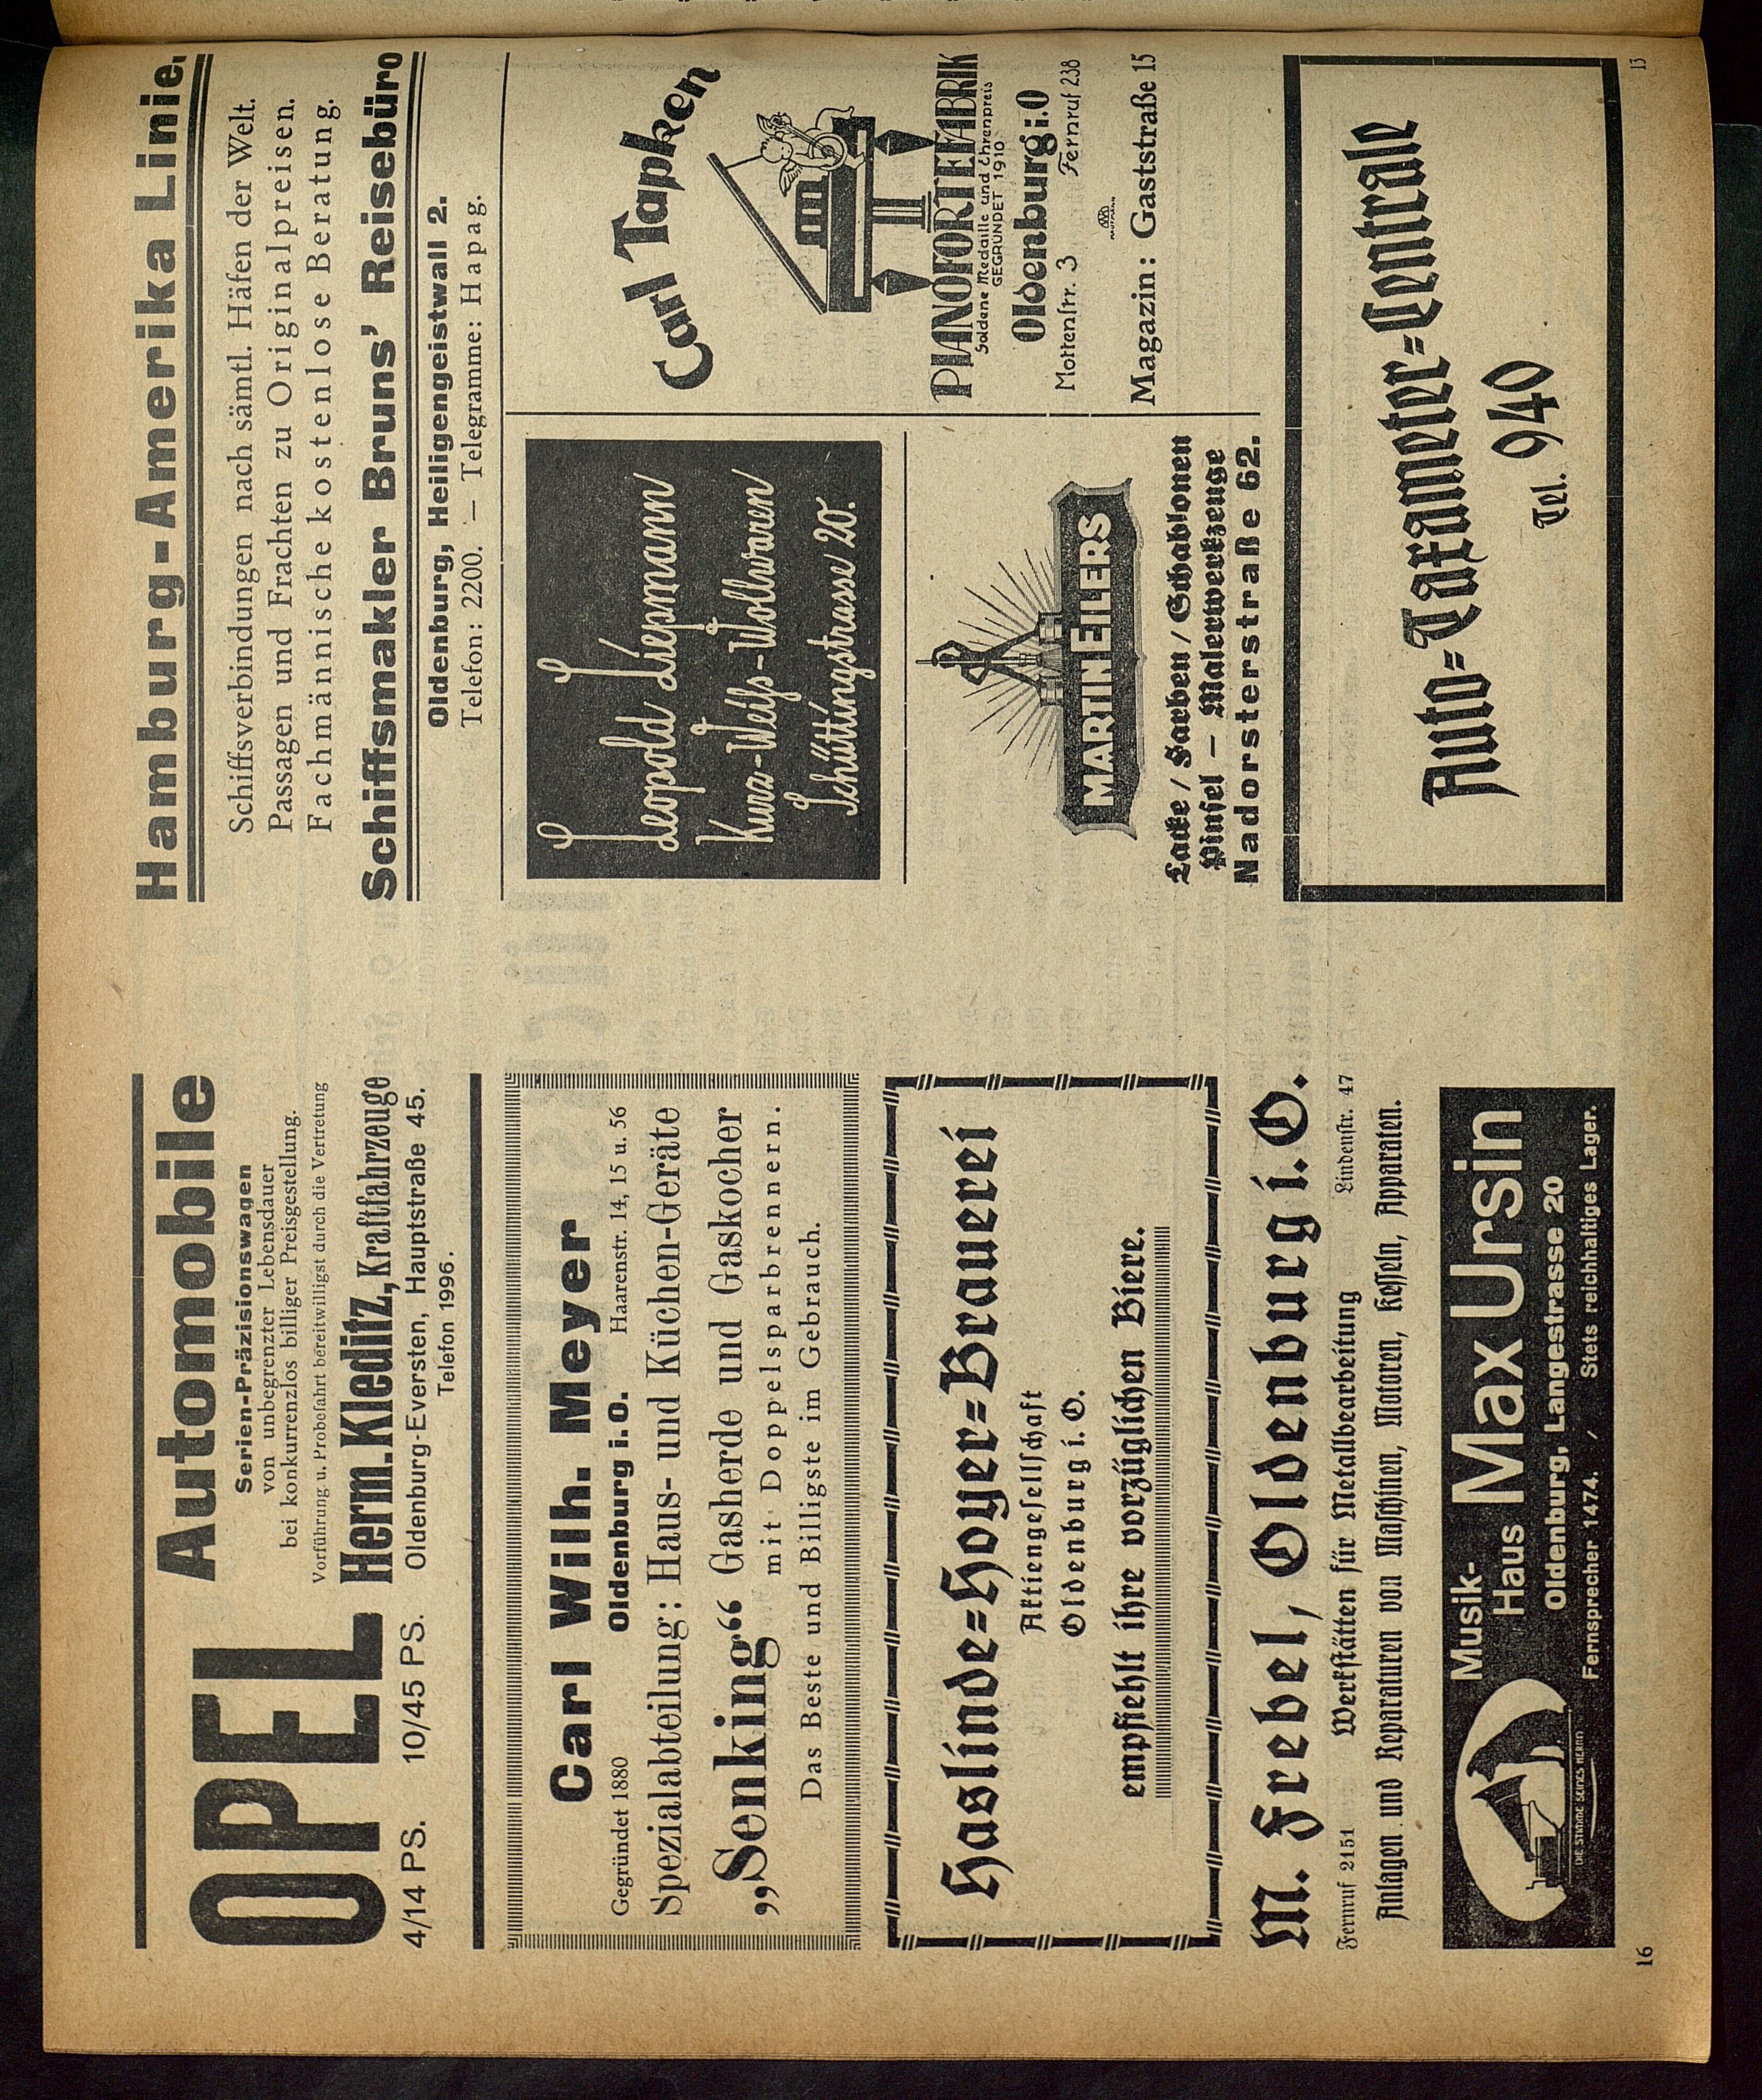 OPEL Automobile
Serien-Präzisionswagen
von unbegrenzter Lebensdauer
bei konkurrenzlos billiger Preisgestellung.
Vorführung u. Probefahrt bereitwilligst durch die Vertretung
Herm. Kleditz, Kraftfahrzeuge
4/14 PS. 10/45 PS. Oldenburg-Eversten, Hauptstraße 45.
Telefon 1996.
Carl Wilh. Meyer
Gegründet 1880 Oldenburg i. O. Haarenstr. 14, 15 u. 56
Spezialabteilung: Haus- und Küchen-Geräte
„Senking“ Gasherde und Gaskocher
mit Doppelsparbrennern.
Das Beste und Billigste im Gebrauch.
Haslinde-Hoyer-Brauerei
Aktiengesellschaft
Oldenburg i. O.
empfiehlt ihre vorzüglichen Biere.
M. Frebel, Oldenburg i. O.
Fernruf 2151 Werkstätten für Metallbearbeitung Lindenstr. 47
Anlagen und Reparaturen von Maschinen, Motoren, Kesseln, Apparaten.
Musik-
Haus Max Ursin
Oldenburg, Langestrasse 20
Fernsprecher 1474. / Stets reichhaltiges Lager.
DIE STIMME SEINES HERRN
16
Hamburg-Amerika Linie.
Schiffsverbindungen nach sämtl. Häfen der Welt.
Passagen und Frachten zu Originalpreisen.
Fachmännische kostenlose Beratung.
Schiffsmakler Bruns’ Reisebüro
Oldenburg, Heiligengeistwall 2.
Telefon: 2200. — Telegramme: Hapag.
Leopold Liepmann
Kurz-Weiß-Wollwaren
Schüttingstrasse 20.
MARTIN EILERS
Lacke / Farben / Schablonen
Pinsel — Malerwerkzeuge
Nadorsterstraße 62.
Carl Tapken
PIANOFORTEFABRIK
Goldene Medaille und Ehrenpreis
GEGRÜNDET 1910
Oldenburg i:O
Mottenstr. 3 Fernruf 238
Magazin: Gaststraße 15
Auto-Taxameter-Centrale
Tel. 940
13